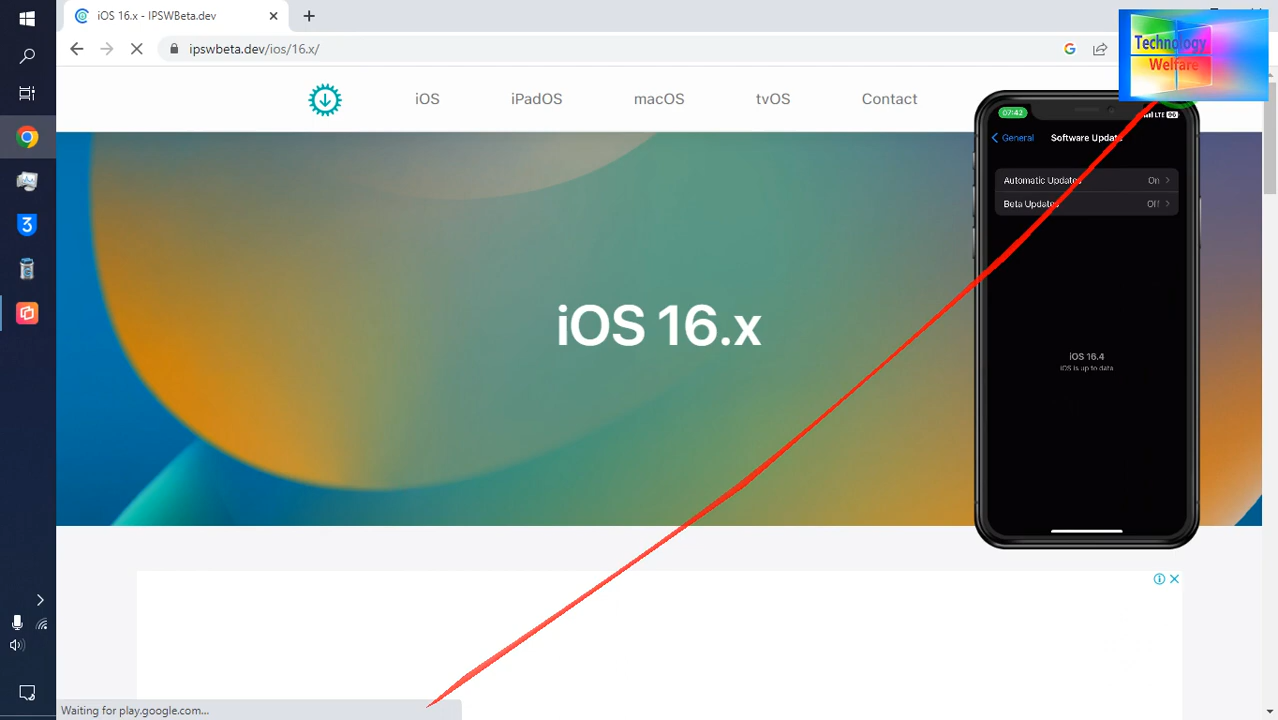 iOS 16.x - IPSWBeta.dev
ipswbeta.dev/ios/16.x/
Technology
Welfare
iOS
iPadOS
macOS
tvOS
Contact
07:42
LTE
General
Software Update
Automatic Updates
On
Beta Updates
Off
iOS 16.x
iOS 16.4
iOS is up to date
3
Waiting for play.google.com...